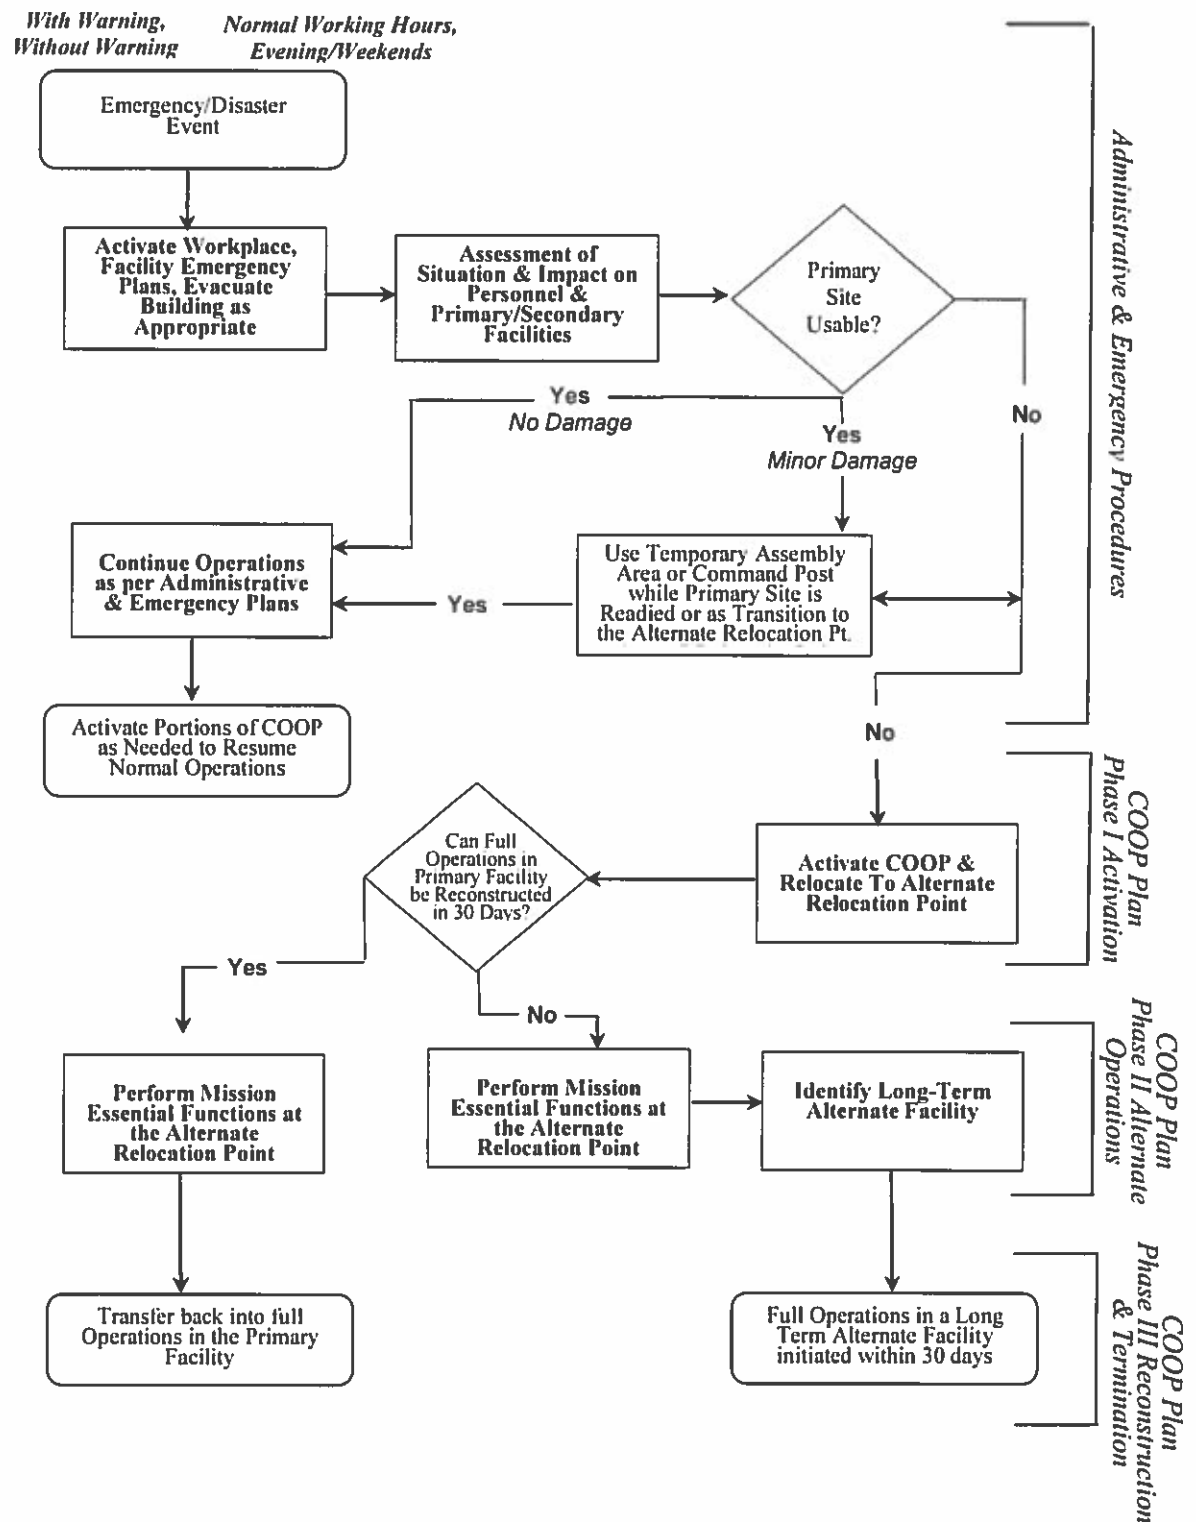 With Warning,
Without Warning
Normal Working Hours,
Evening/Weekends
Emergency/Disaster
Event
Activate Workplace,
Facility Emergency
Plans, Evacuate
Building as
Appropriate
Assessment of
Situation & Impact on
Personnel &
Primary/Secondary
Facilities
Primary
Site
Usable?
Yes
No Damage
Yes
Minor Damage
No
Continue Operations
as per Administrative
& Emergency Plans
Yes
Use Temporary Assembly
Area or Command Post
while Primary Site is
Readied or as Transition to
the Alternate Relocation Pt.
Administrative & Emergency Procedures
Activate Portions of COOP
as Needed to Resume
Normal Operations
No
Can Full
Operations in
Primary Facility
be Reconstructed
in 30 Days?
Activate COOP &
Relocate To Alternate
Relocation Point
COOP Plan
Phase I Activation
Yes
No
Perform Mission
Essential Functions at
the Alternate
Relocation Point
Perform Mission
Essential Functions at
the Alternate
Relocation Point
Identify Long-Term
Alternate Facility
COOP Plan
Phase II Alternate
Operations
Transfer back into full
Operations in the Primary
Facility
Full Operations in a Long
Term Alternate Facility
initiated within 30 days
COOP Plan
Phase III Reconstruction
& Termination